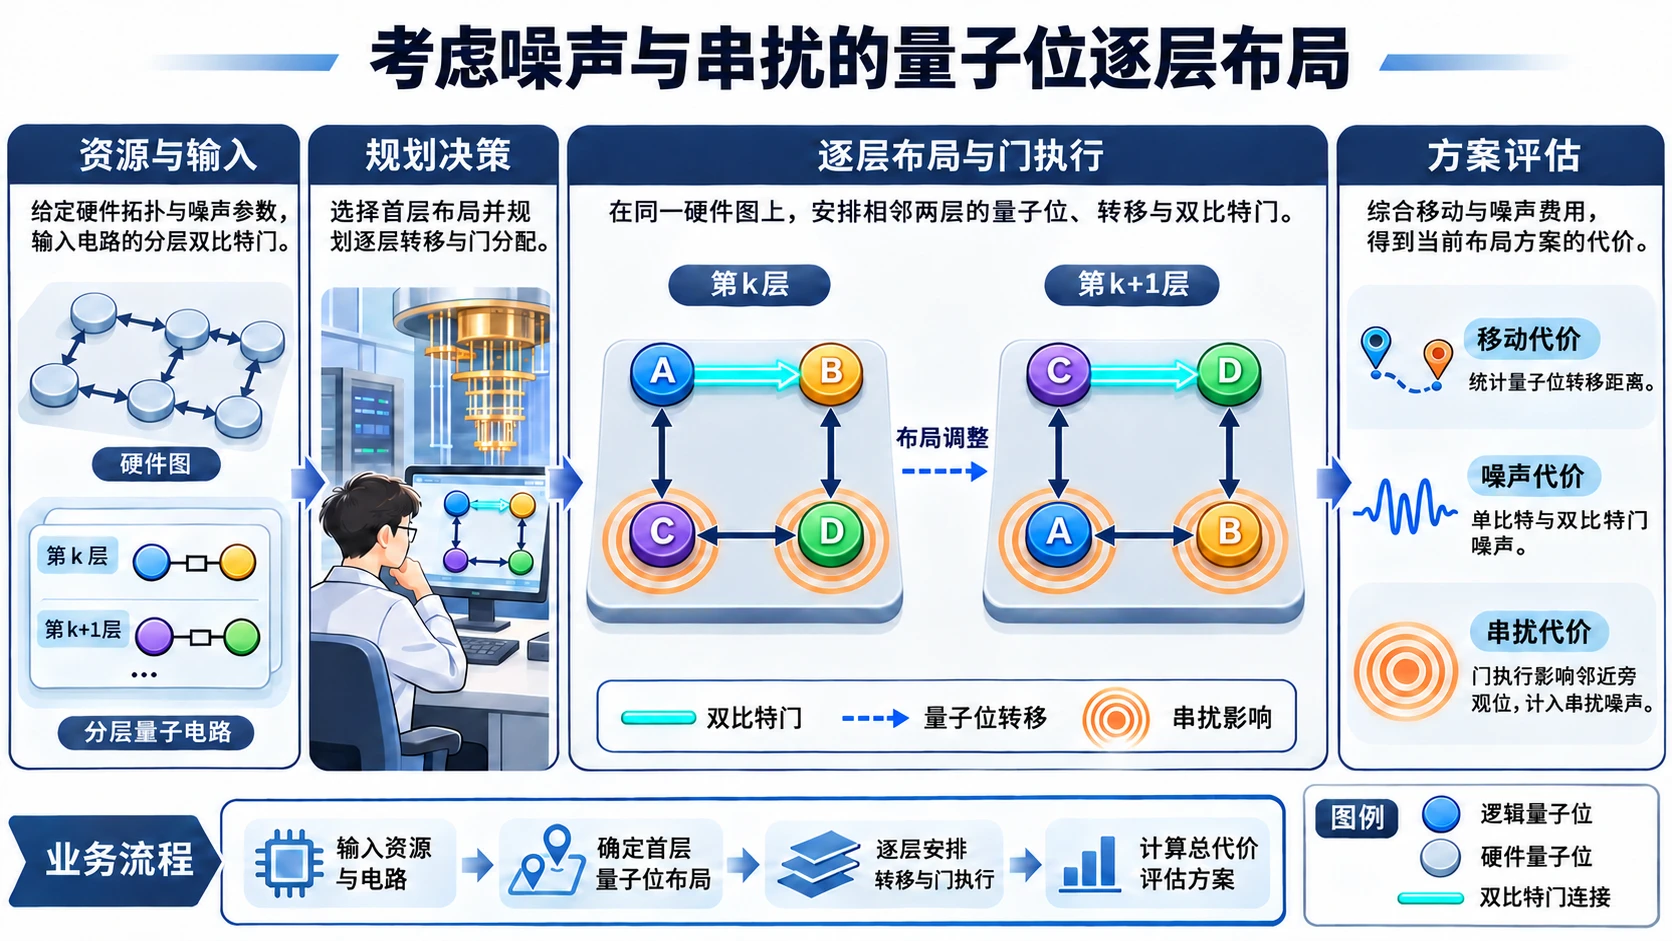 考虑噪声与串扰的量子位逐层布局
资源与输入
给定硬件拓扑与噪声参数，
输入电路的分层双比特门。
硬件图
第k层
第k+1层
...
分层量子电路
规划决策
选择首层布局并规
划逐层转移与门分配。
逐层布局与门执行
在同一硬件图上，安排相邻两层的量子位、转移与双比特门。
第k层
A
B
C
D
布局调整
第k+1层
C
D
A
B
双比特门
量子位转移
串扰影响
方案评估
综合移动与噪声费用，
得到当前布局方案的代价。
移动代价
统计量子位转移距离。
噪声代价
单比特与双比特门
噪声。
串扰代价
门执行影响邻近旁
观位，计入串扰噪声。
业务流程
输入资源
与电路
确定首层
量子位布局
逐层安排
转移与门执行
计算总代价
评估方案
图例
逻辑量子位
硬件量子位
双比特门连接